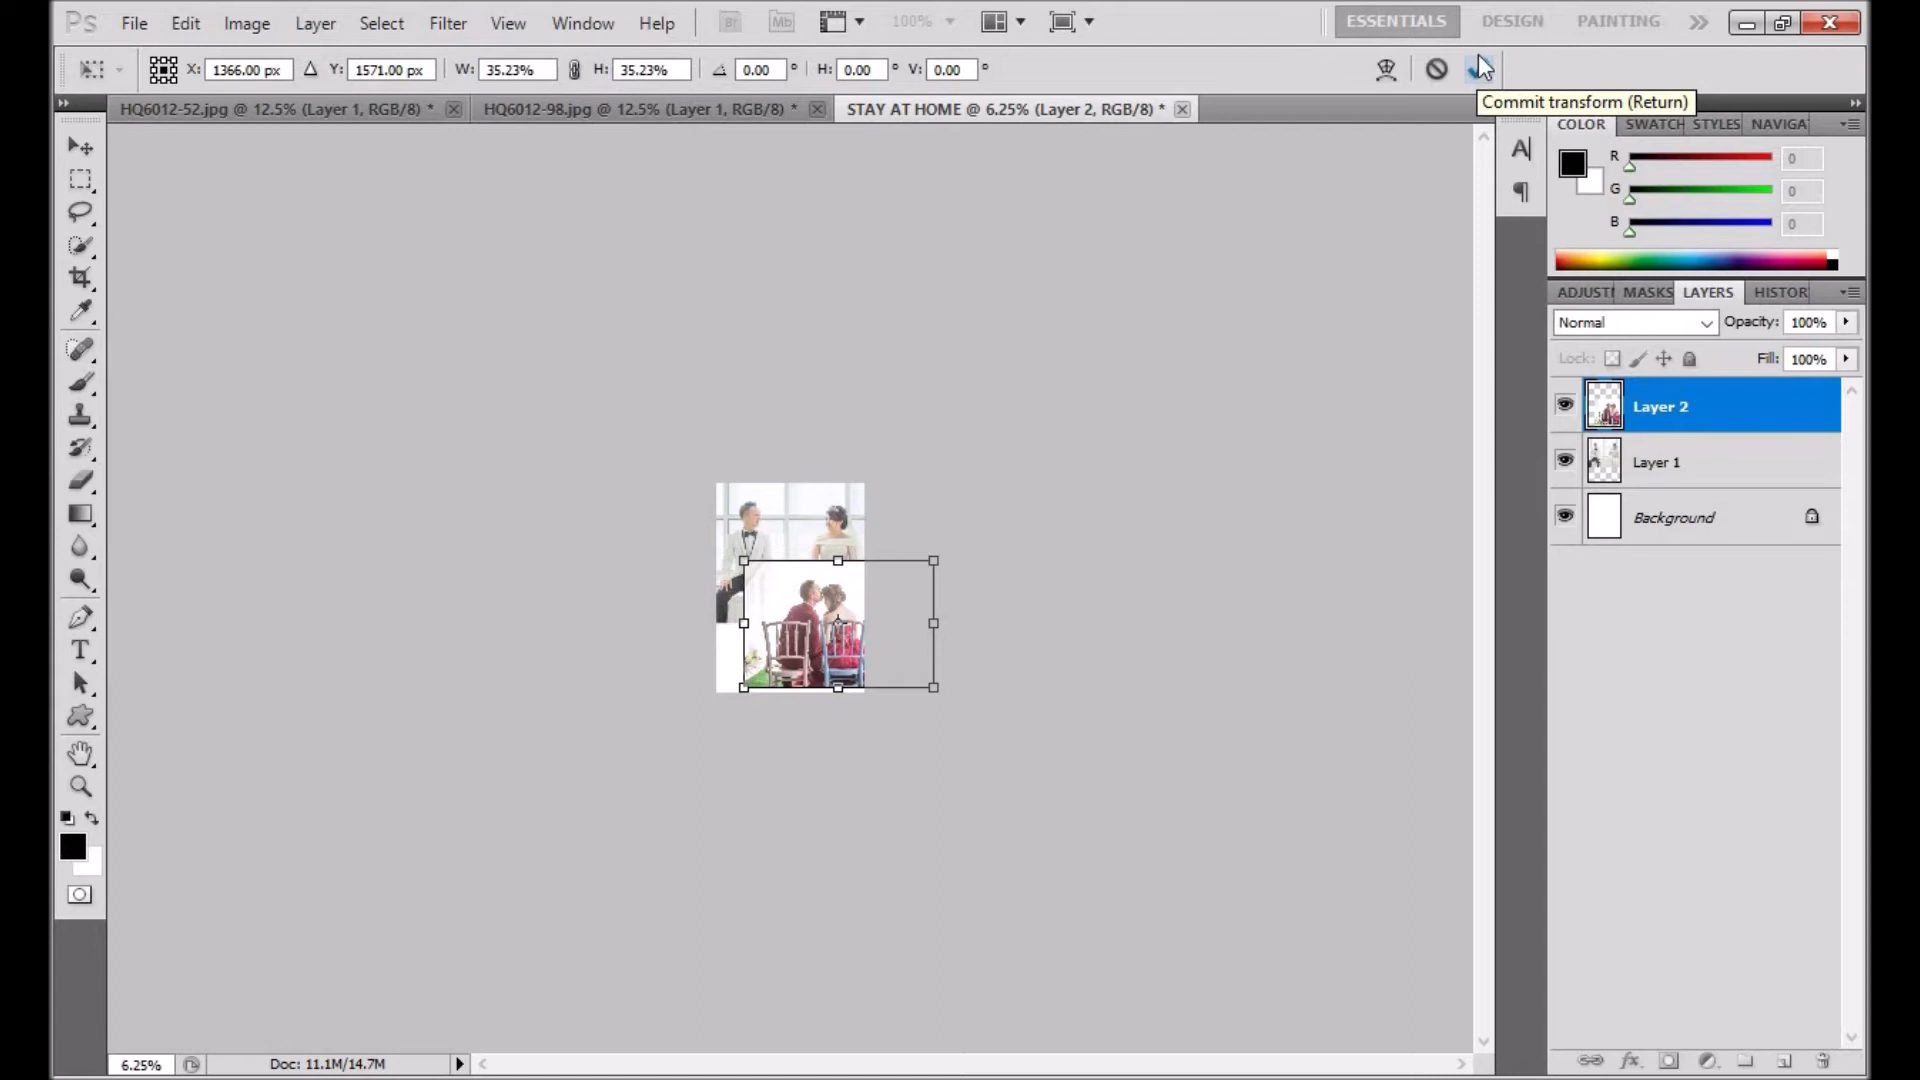 Ps File Edit Image Layer Select Filter View Window Help Br Mb 100% ESSENTIALS DESIGN PAINTING
X: 1366.00 px Y: 1571.00 px W: 35.23% H: 35.23% 0.00 ° H: 0.00 ° V: 0.00 °
Commit transform (Return)
HQ6012-52.jpg @ 12.5% (Layer 1, RGB/8) * HQ6012-98.jpg @ 12.5% (Layer 1, RGB/8) * STAY AT HOME @ 6.25% (Layer 2, RGB/8) *
COLOR SWATCH STYLES NAVIGA
R 0
G 0
B 0
ADJUSTI MASKS LAYERS HISTOR
Normal Opacity: 100%
Lock: Fill: 100%
Layer 2
Layer 1
Background
6.25% Doc: 11.1M/14.7M